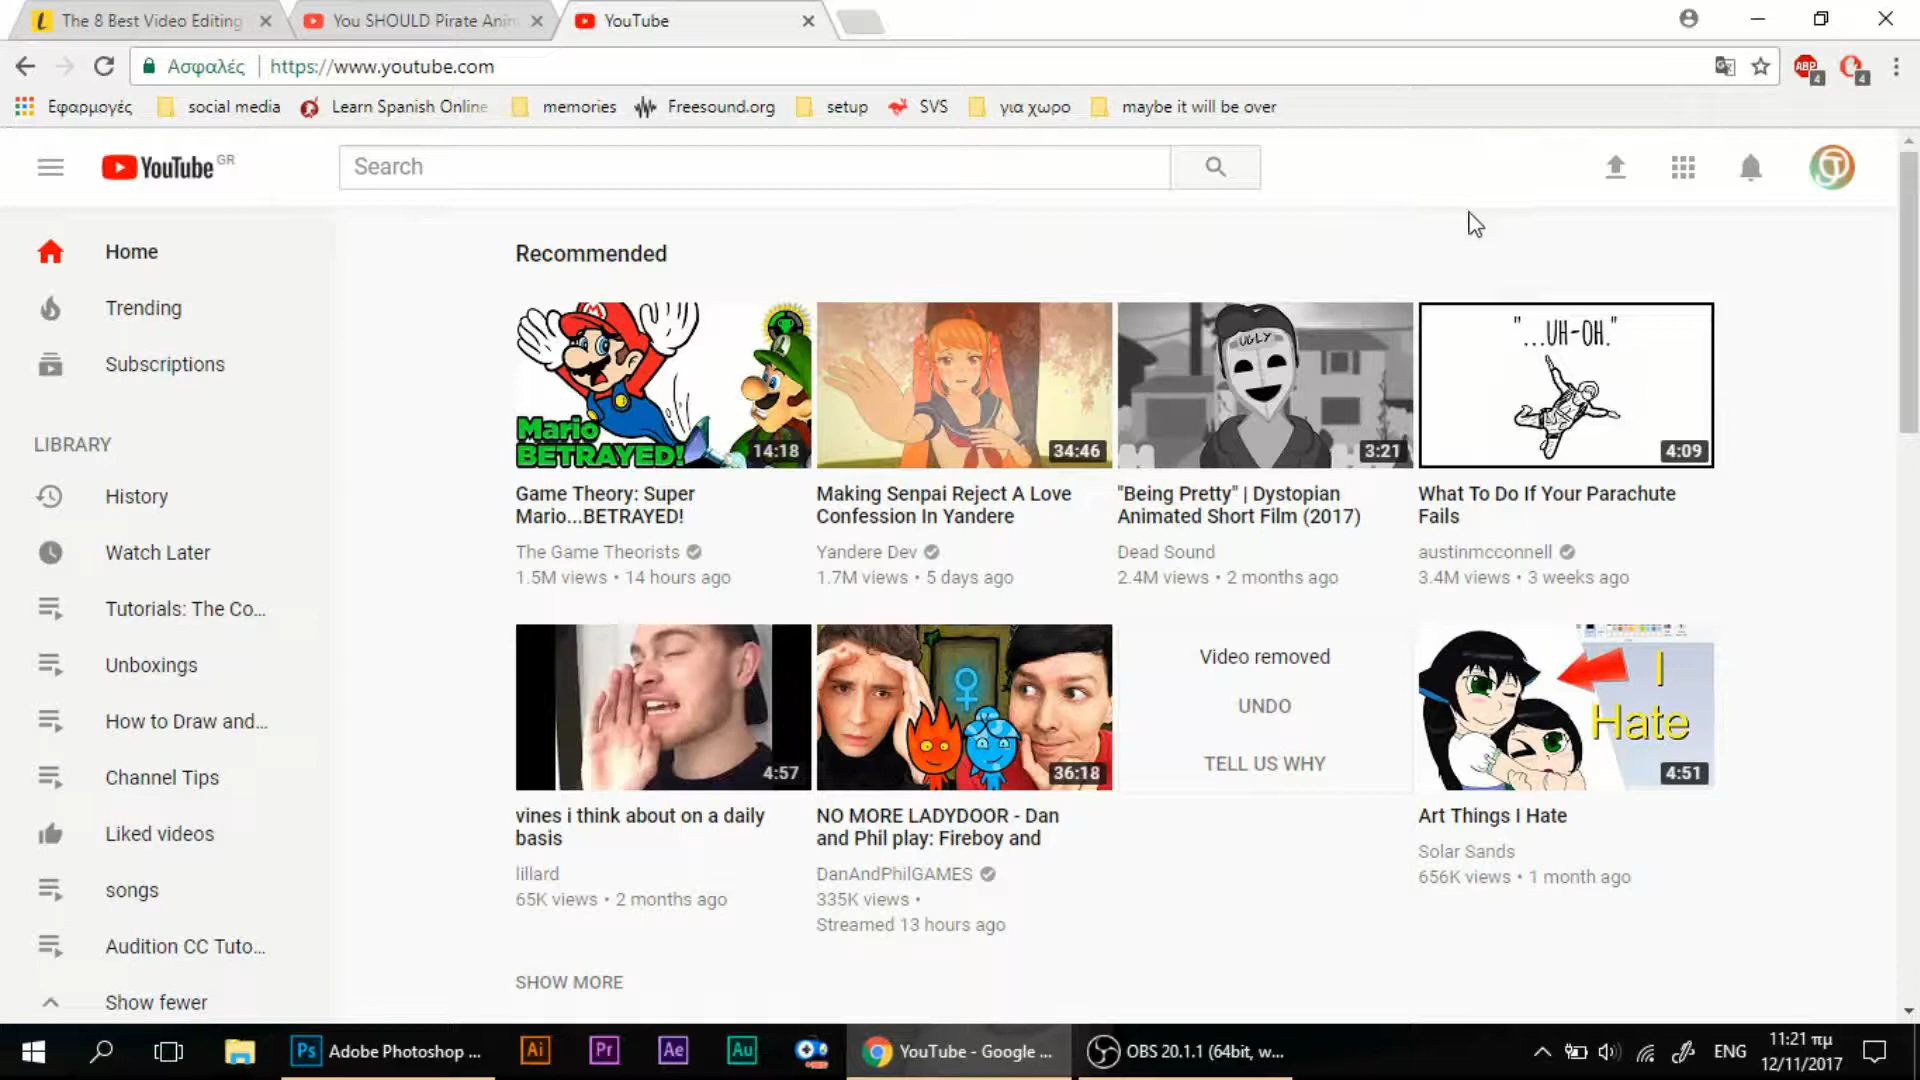 The 8 Best Video Editing
You SHOULD Pirate Anim
YouTube
Ασφαλές
https://www.youtube.com
ABP
4
4
Εφαρμογές
social media
Learn Spanish Online
memories
Freesound.org
setup
SVS
για χωρο
maybe it will be over
YouTube GR
Search
Home
Trending
Subscriptions
LIBRARY
History
Watch Later
Tutorials: The Co...
Unboxings
How to Draw and...
Channel Tips
Liked videos
songs
Audition CC Tuto...
Show fewer
Recommended
Mario
BETRAYED!
14:18
Game Theory: Super
Mario...BETRAYED!
The Game Theorists
1.5M views • 14 hours ago
34:46
Making Senpai Reject A Love
Confession In Yandere
Yandere Dev
1.7M views • 5 days ago
UGLY
3:21
"Being Pretty" | Dystopian
Animated Short Film (2017)
Dead Sound
2.4M views • 2 months ago
"...UH-OH."
4:09
What To Do If Your Parachute
Fails
austinmcconnell
3.4M views • 3 weeks ago
4:57
vines i think about on a daily
basis
lillard
65K views • 2 months ago
36:18
NO MORE LADYDOOR - Dan
and Phil play: Fireboy and
DanAndPhilGAMES
335K views •
Streamed 13 hours ago
Video removed
UNDO
TELL US WHY
I
Hate
4:51
Art Things I Hate
Solar Sands
656K views • 1 month ago
SHOW MORE
Ps
Adobe Photoshop ...
Ai
Pr
Ae
Au
YouTube - Google ...
OBS 20.1.1 (64bit, w...
ENG
11:21 πμ
12/11/2017